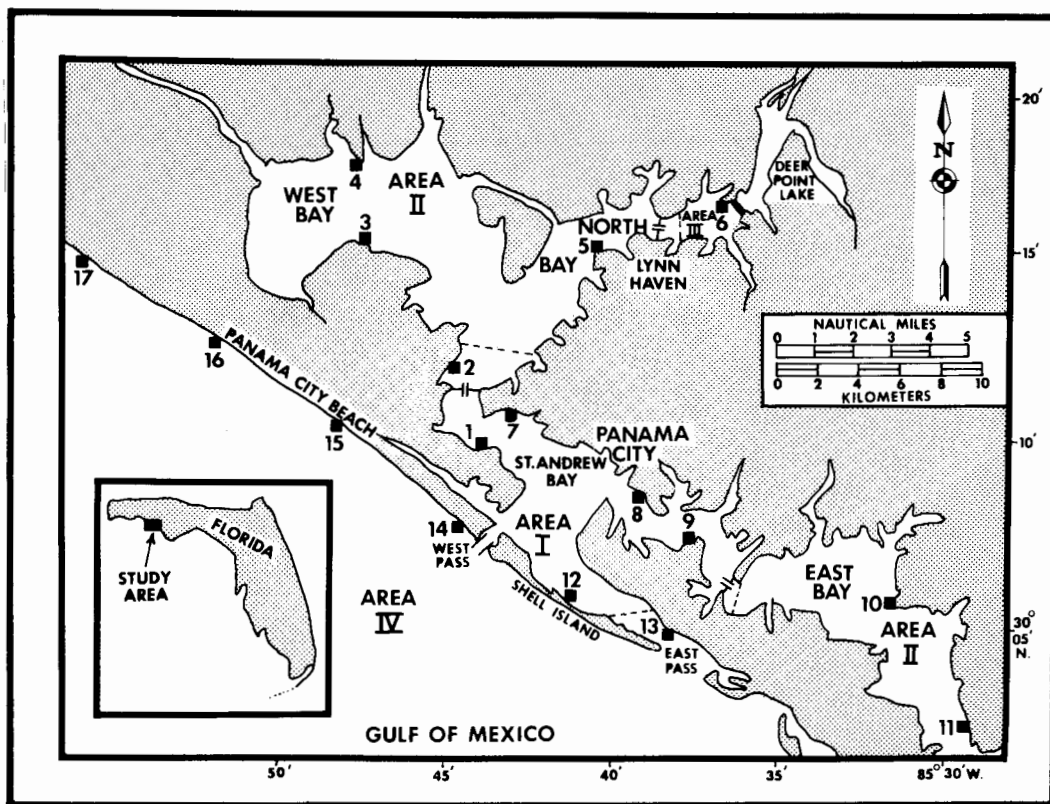 20'
N
DEER
POINT
LAKE
4
WEST
BAY
AREA
II
3
NORTH
BAY
5
AREA
III
6
LYNN
HAVEN
15'
17
NAUTICAL MILES
0 1 2 3 4 5
0 2 4 6 8 10
KILOMETERS
16
PANAMA CITY BEACH
2
15
1
7
PANAMA
CITY
ST. ANDREW
BAY
10'
8
9
14
WEST
PASS
AREA
I
12
SHELL ISLAND
13
EAST
PASS
EAST
BAY
10
AREA
II
11
30°
05'
N.
FLORIDA
STUDY
AREA
AREA
IV
GULF OF MEXICO
50' 45' 40' 35' 85° 30' W.